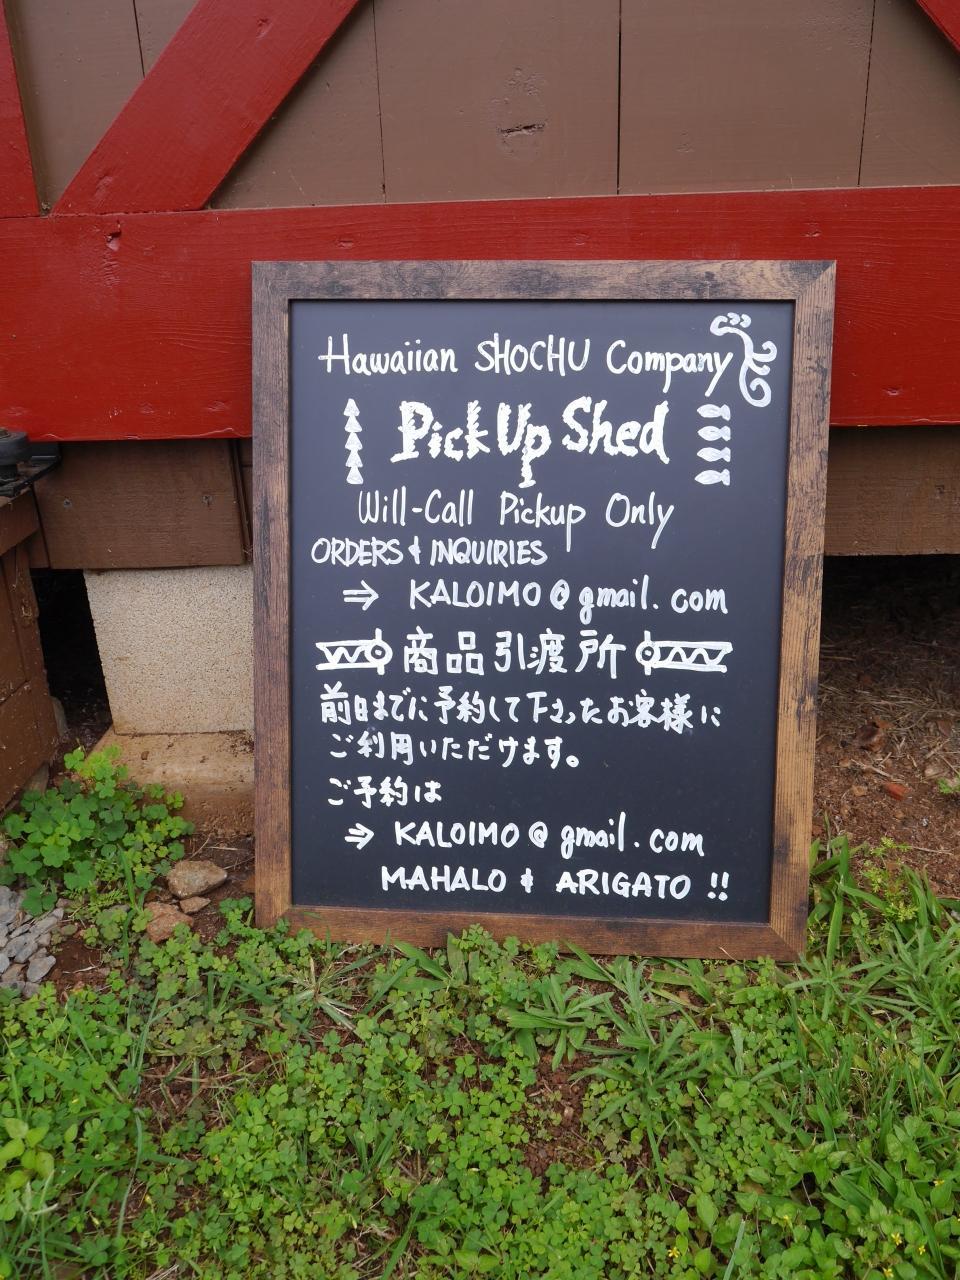 Hawaiian SHOCHU Company
Pick Up Shed
Will-Call Pickup Only
ORDERS & INQUIRIES
⇒ KALOIMO@gmail.com
商品引渡所
前日までに予約して下さったお客様に
ご利用いただけます。
ご予約は
⇒ KALOIMO@gmail.com
MAHALO & ARIGATO !!